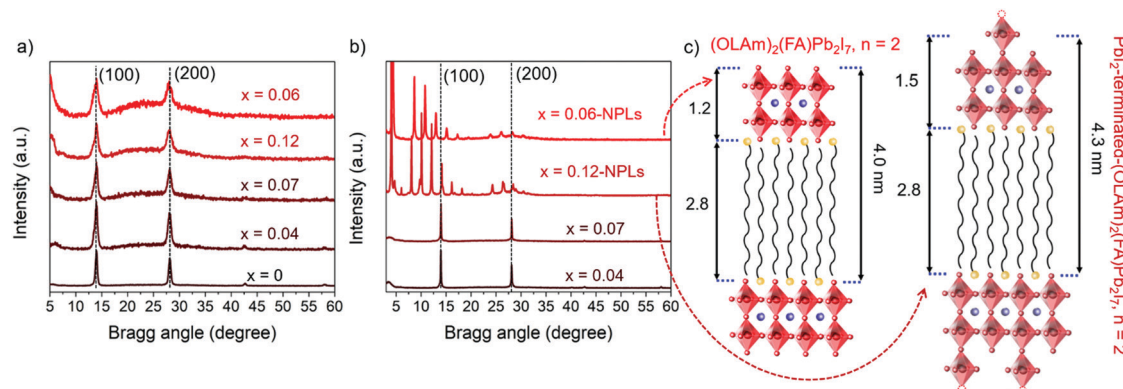 a)
Intensity (a.u.)
(100)
(200)
x = 0.06
x = 0.12
x = 0.07
x = 0.04
x = 0
5 10 15 20 25 30 35 40 45 50 55 60
Bragg angle (degree)
b)
Intensity (a.u.)
(100)
(200)
x = 0.06-NPLs
x = 0.12-NPLs
x = 0.07
x = 0.04
5 10 15 20 25 30 35 40 45 50 55 60
Bragg angle (degree)
c)
(OLAm)2(FA)Pb2I7, n = 2
1.2
2.8
4.0 nm
1.5
2.8
4.3 nm
PbI2-terminated-(OLAm)2(FA)Pb2I7, n = 2